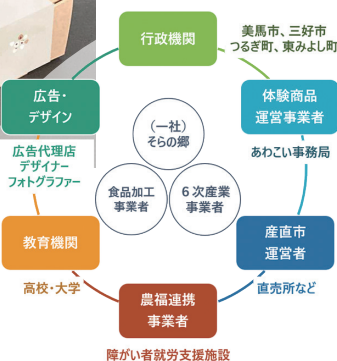 行政機関
美馬市、三好市
つるぎ町、東みよし町
広告・
デザイン
広告代理店
デザイナー
フォトグラファー
体験商品
運営事業者
あわこい事務局
（一社）
そらの郷
食品加工
事業者
６次産業
事業者
教育機関
高校・大学
産直市
運営者
直売所など
農福連携
事業者
障がい者就労支援施設